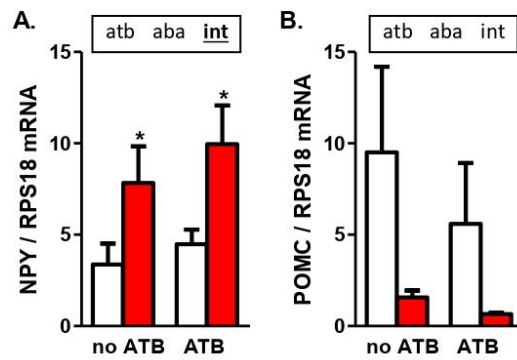 A.
atb aba int
NPY / RPS18 mRNA
15
10
5
0
*
*
no ATB ATB
B.
atb aba int
POMC / RPS18 mRNA
15
10
5
0
no ATB ATB